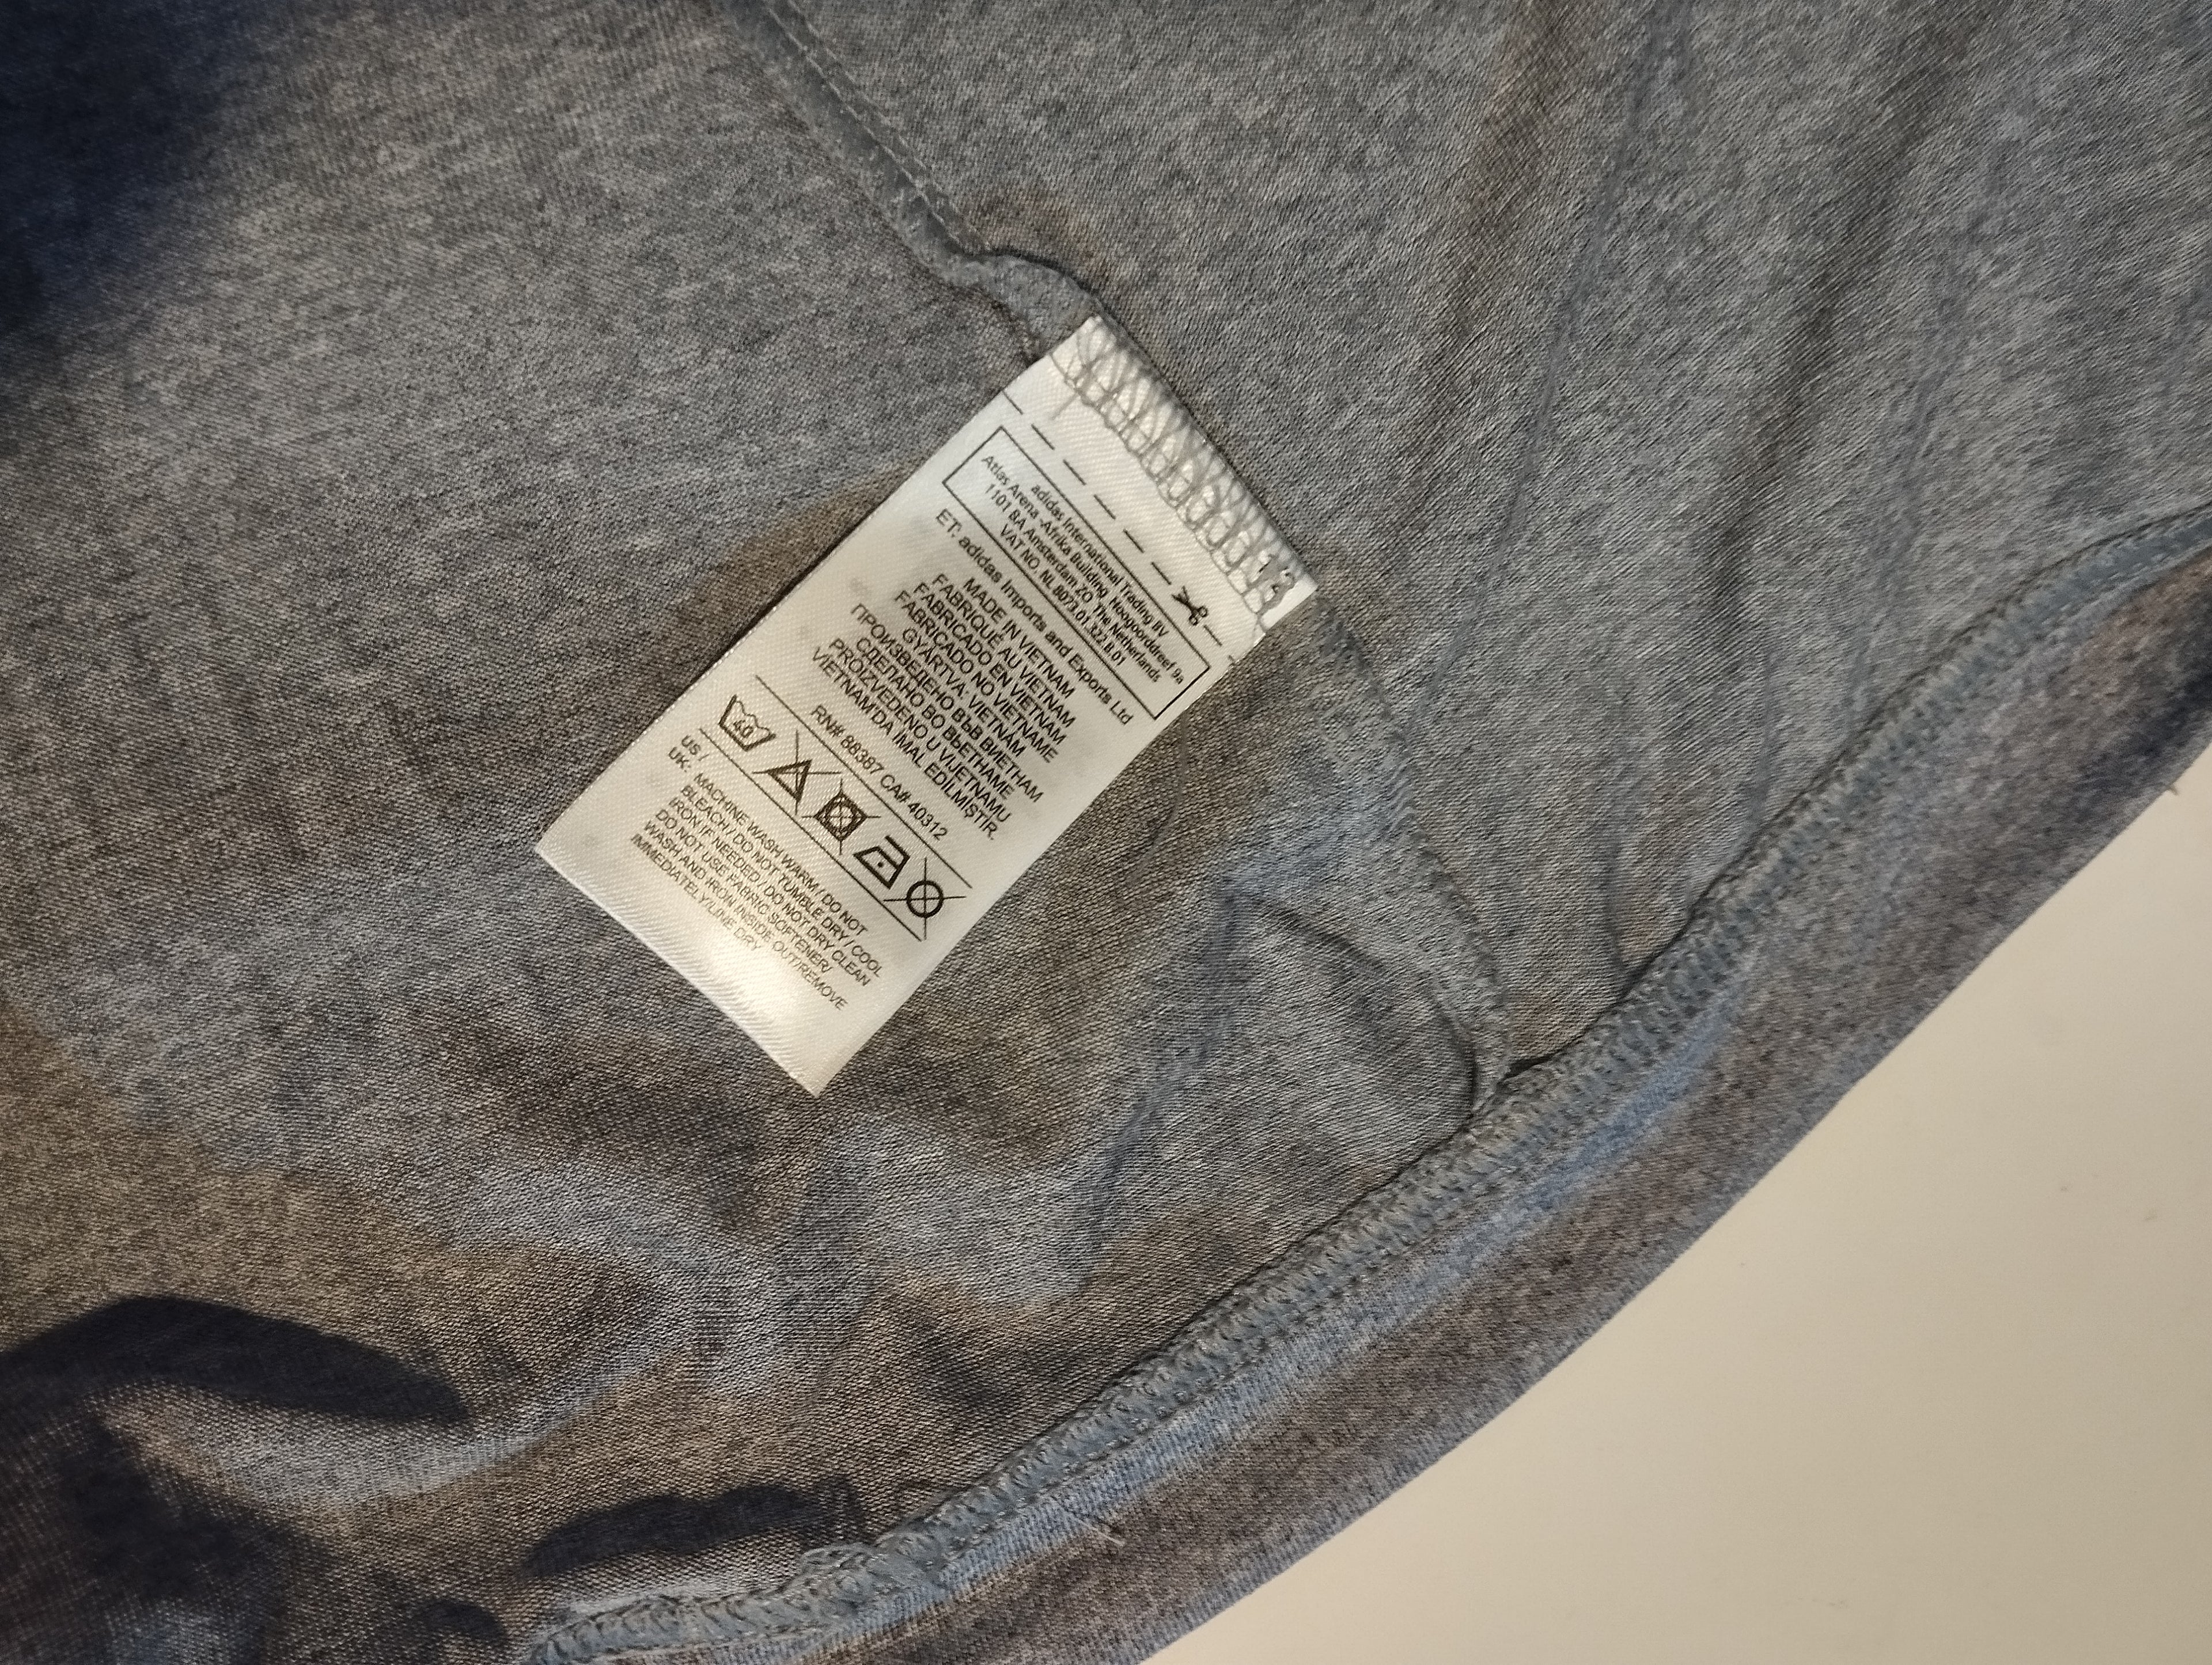 adidas International Trading BV
Atlas Arena -Afrika Building, Hoogoorddreef 9a
1101 BA Amsterdam ZO, The Netherlands
VAT NO. NL 8073.01.322.B.01
ET: adidas Imports and Exports Ltd
MADE IN VIETNAM
FABRIQUÉ AU VIETNAM
FABRICADO EN VIETNAM
FABRICADO NO VIETNAME
GYÁRTVA: VIETNÁM
ПРОИЗВЕДЕНО ВЪВ ВИЕТНАМ
СДЕЛАНО ВО ВЬЕТНАМЕ
PROIZVEDENO U VIJETNAMU
VIETNAM'DA İMAL EDİLMİŞTİR.
RN# 88387 CA# 40312
40
US /
UK: MACHINE WASH WARM / DO NOT
BLEACH / DO NOT TUMBLE DRY / COOL
IRON IF NEEDED / DO NOT DRY CLEAN
DO NOT USE FABRIC SOFTENER/
WASH AND IRON INSIDE OUT/REMOVE
IMMEDIATELY/LINE DRY